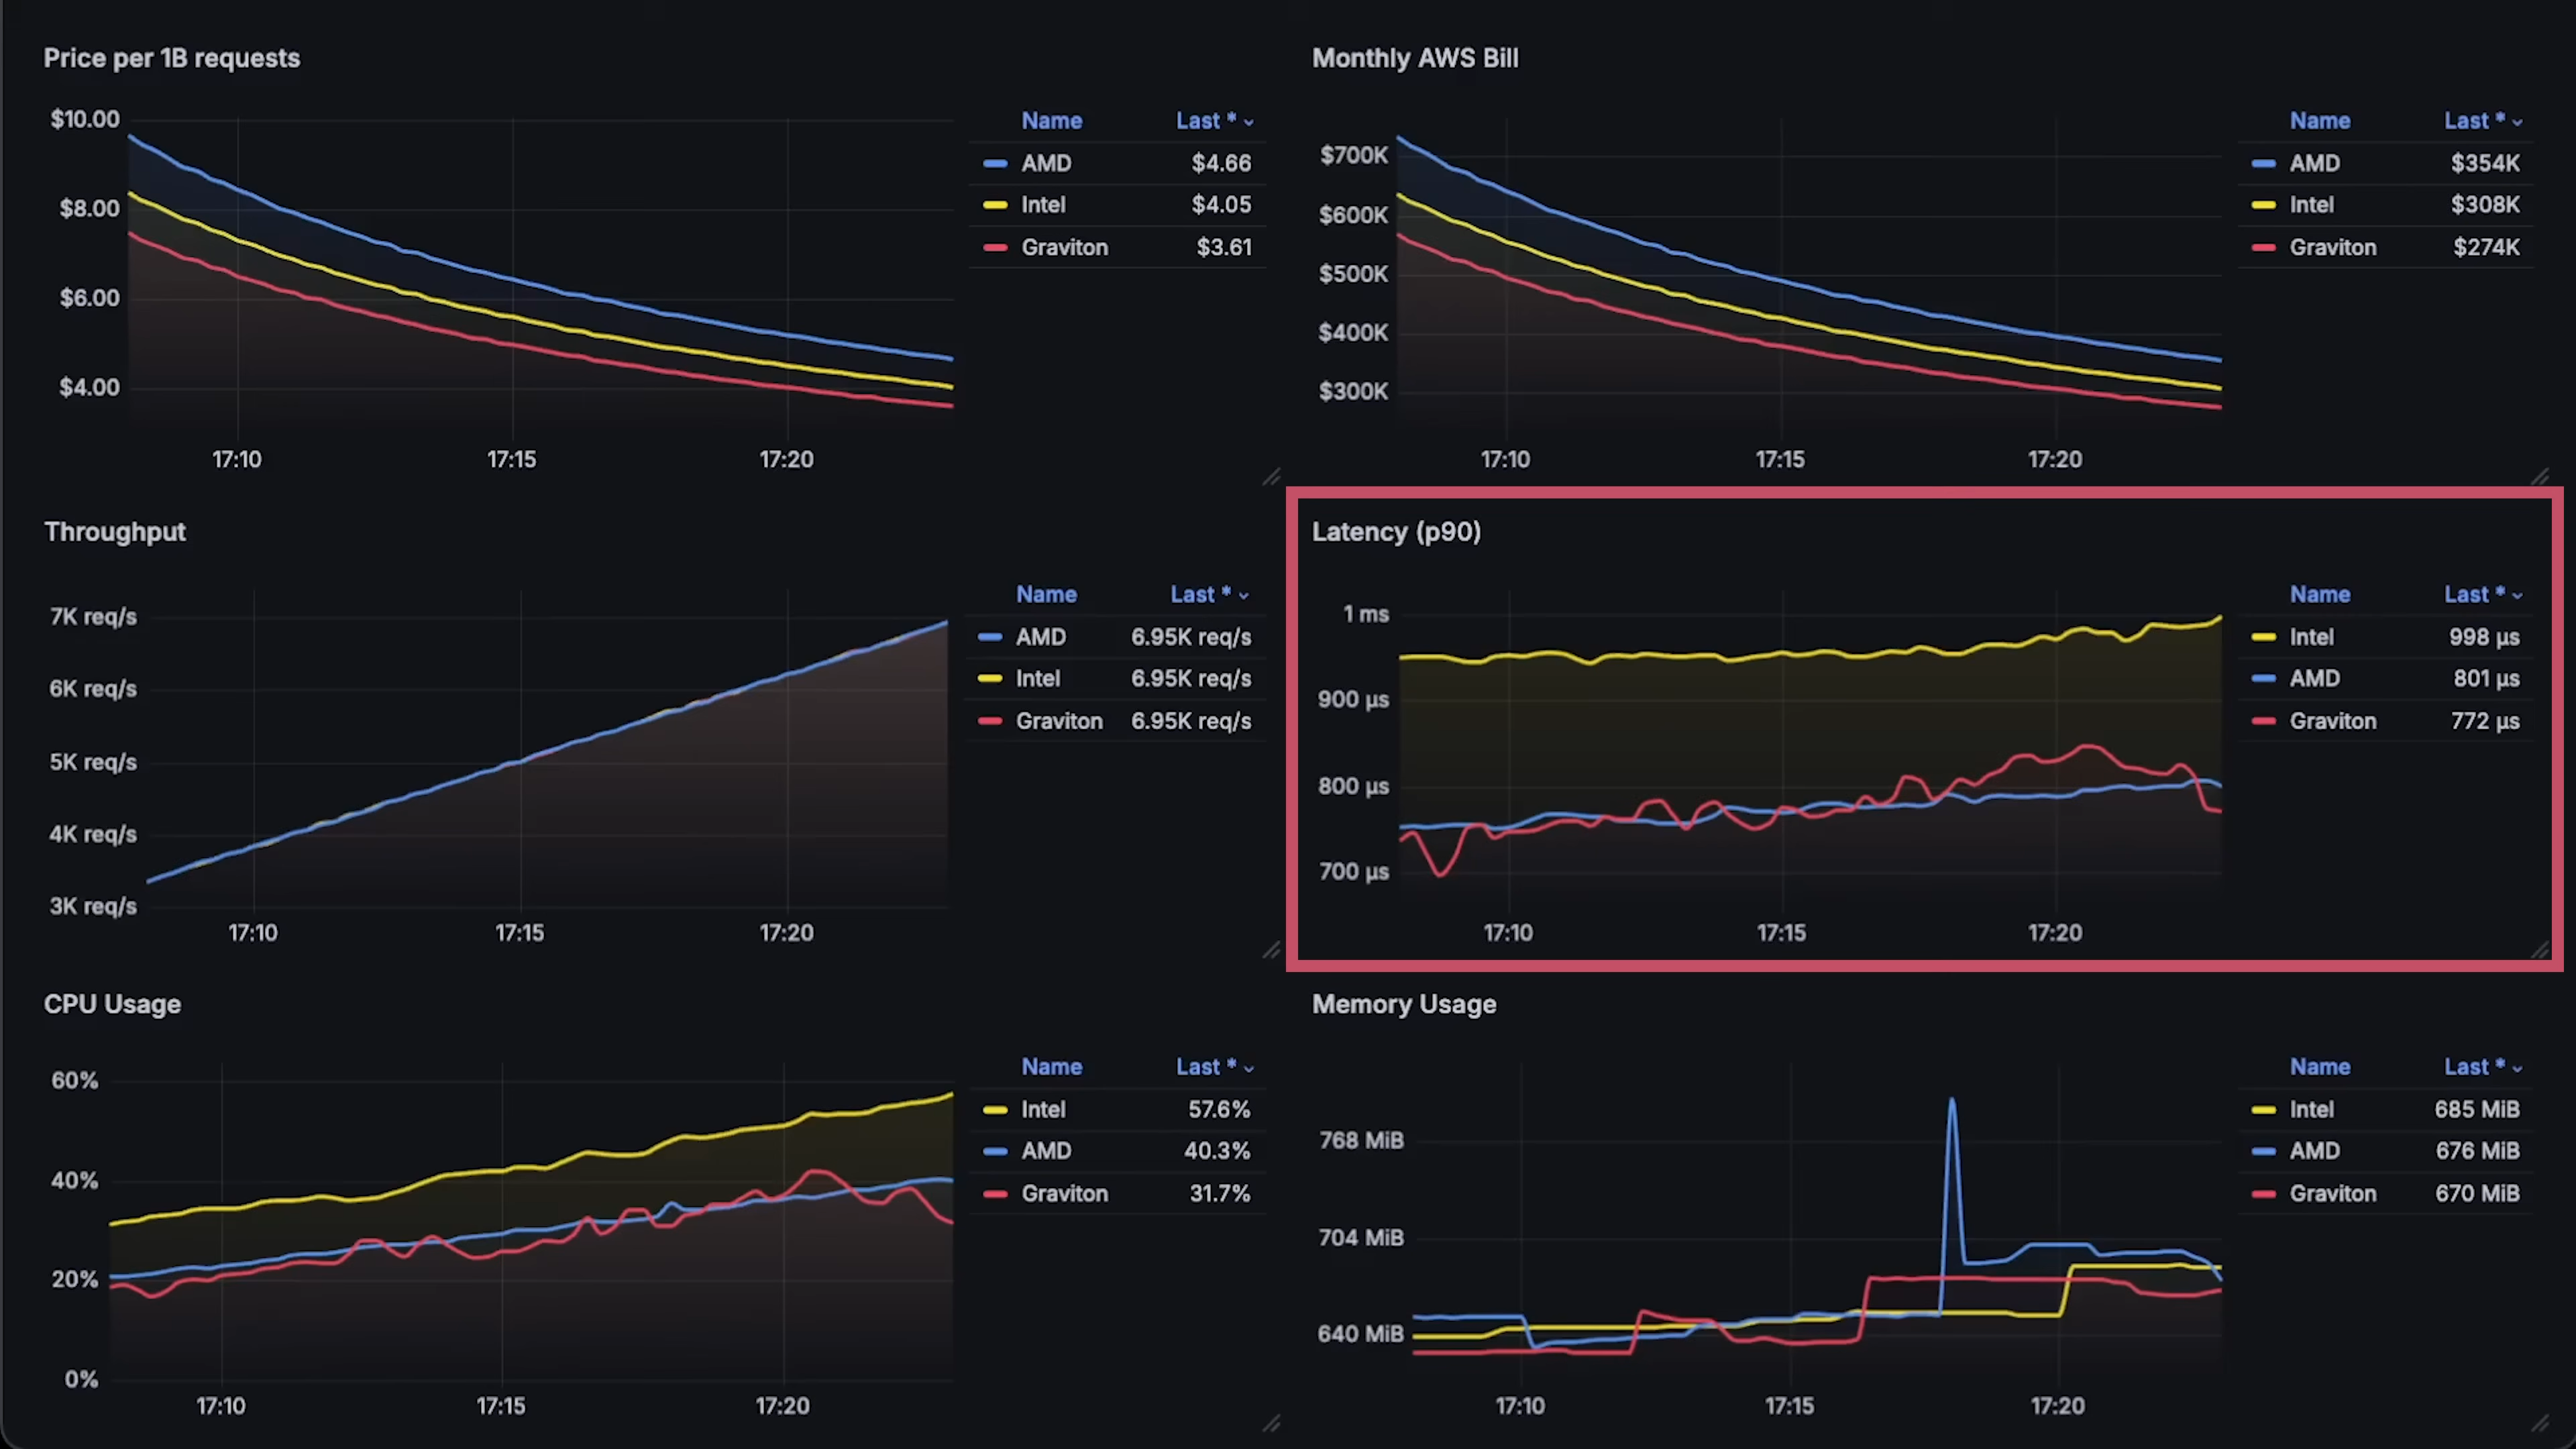 Price per 1B requests
$10.00
$8.00
$6.00
$4.00
17:10 17:15 17:20
Name Last *
AMD $4.66
Intel $4.05
Graviton $3.61
Monthly AWS Bill
$700K
$600K
$500K
$400K
$300K
17:10 17:15 17:20
Name Last *
AMD $354K
Intel $308K
Graviton $274K
Throughput
7K req/s
6K req/s
5K req/s
4K req/s
3K req/s
17:10 17:15 17:20
Name Last *
AMD 6.95K req/s
Intel 6.95K req/s
Graviton 6.95K req/s
Latency (p90)
1 ms
900 µs
800 µs
700 µs
17:10 17:15 17:20
Name Last *
Intel 998 µs
AMD 801 µs
Graviton 772 µs
CPU Usage
60%
40%
20%
0%
17:10 17:15 17:20
Name Last *
Intel 57.6%
AMD 40.3%
Graviton 31.7%
Memory Usage
768 MiB
704 MiB
640 MiB
17:10 17:15 17:20
Name Last *
Intel 685 MiB
AMD 676 MiB
Graviton 670 MiB